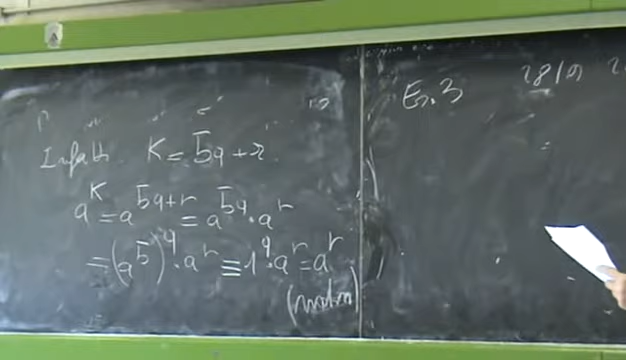 Infatti K = 5q + r
a^K = a^{5q+r} = a^{5q} · a^r
= (a^5)^q · a^r ≡ 1^q · a^r = a^r
(mod n)
Es. 3